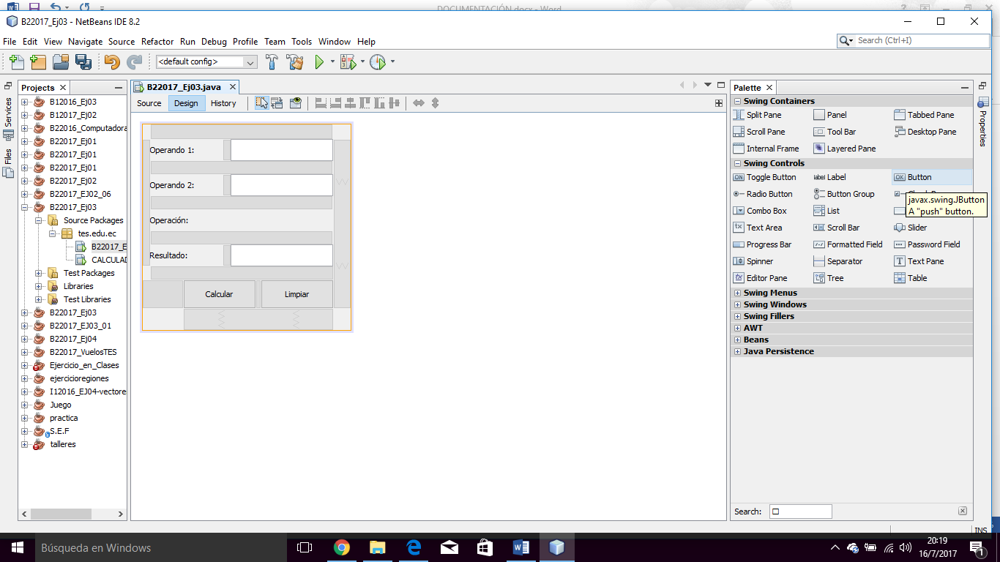 DOCUMENTACIÓN.docx - Word
B22017_Ej03 - NetBeans IDE 8.2
File Edit View Navigate Source Refactor Run Debug Profile Team Tools Window Help
Search (Ctrl+I)
<default config>
Services
Files
Projects
B12016_Ej03
B12017_Ej02
B22016_Computadora
B22017_Ej01
B22017_Ej01
B22017_Ej01
B22017_Ej02
B22017_EJ02_06
B22017_Ej03
Source Packages
tes.edu.ec
B22017_E
CALCULAD
Test Packages
Libraries
Test Libraries
B22017_Ej03
B22017_EJ03_01
B22017_Ej04
B22017_VuelosTES
Ejercicio_en_Clases
ejercicioregiones
I12016_EJ04-vectore
Juego
practica
S.E.F
talleres
B22017_Ej03.java
Source Design History
Operando 1:
Operando 2:
Operación:
Resultado:
Calcular Limpiar
Palette
Swing Containers
Split Pane Panel Tabbed Pane
Scroll Pane Tool Bar Desktop Pane
Internal Frame Layered Pane
Swing Controls
Toggle Button Label Button
Radio Button Button Group
javax.swing.JButton
A "push" button.
Combo Box List
Text Area Scroll Bar Slider
Progress Bar Formatted Field Password Field
Spinner Separator Text Pane
Editor Pane Tree Table
Swing Menus
Swing Windows
Swing Fillers
AWT
Beans
Java Persistence
Search:
Properties
INS
Búsqueda en Windows
20:19
16/7/2017
1